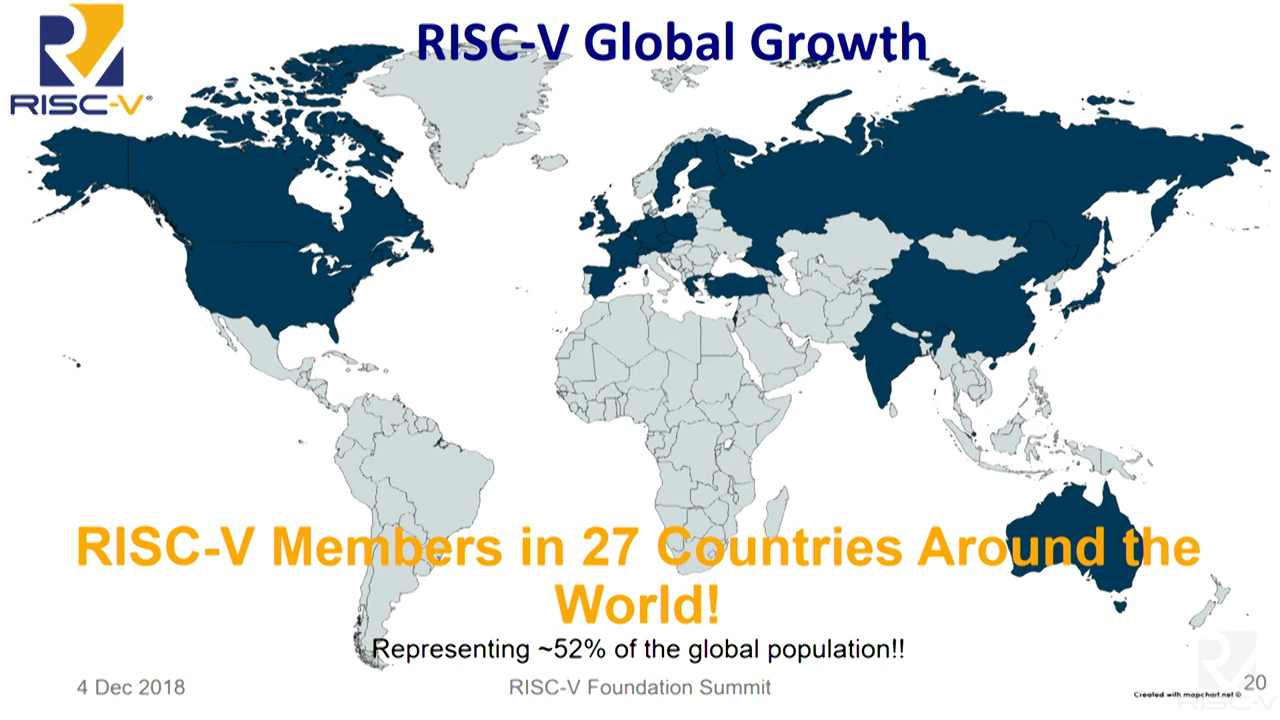 RISC-V Global Growth
RISC-V®
RISC-V Members in 27 Countries Around the
World!
Representing ~52% of the global population!!
4 Dec 2018
RISC-V Foundation Summit
20
Created with mapchart.net ©
RISC-V